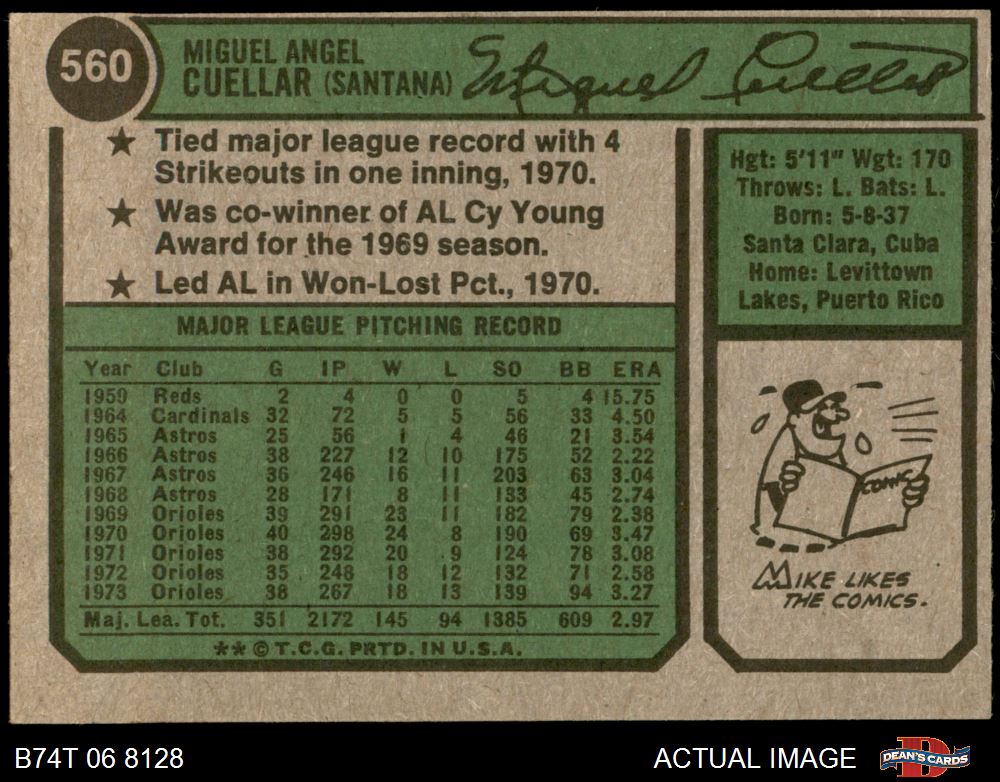 560
MIGUEL ANGEL
CUELLAR (SANTANA)
Miguel Cuellar
★ Tied major league record with 4
Strikeouts in one inning, 1970.
★ Was co-winner of AL Cy Young
Award for the 1969 season.
★ Led AL in Won-Lost Pct., 1970.
MAJOR LEAGUE PITCHING RECORD
Year Club G IP W L SO BB ERA
1959 Reds 2 4 0 0 5 4 15.75
1964 Cardinals 32 72 5 5 56 33 4.50
1965 Astros 25 56 1 4 46 21 3.54
1966 Astros 38 227 12 10 175 52 2.22
1967 Astros 36 246 16 11 203 63 3.04
1968 Astros 28 171 8 11 133 45 2.74
1969 Orioles 39 291 23 11 182 79 2.38
1970 Orioles 40 298 24 8 190 69 3.47
1971 Orioles 38 292 20 9 124 78 3.08
1972 Orioles 35 248 18 12 132 71 2.58
1973 Orioles 38 267 18 13 139 94 3.27
Maj. Lea. Tot. 351 2172 145 94 1385 609 2.97
** © T.C.G. PRTD. IN U.S.A.
Hgt: 5'11" Wgt: 170
Throws: L. Bats: L.
Born: 5-8-37
Santa Clara, Cuba
Home: Levittown
Lakes, Puerto Rico
COMIC
MIKE LIKES
THE COMICS.
B74T 06 8128
ACTUAL IMAGE
D
DEAN'S CARDS